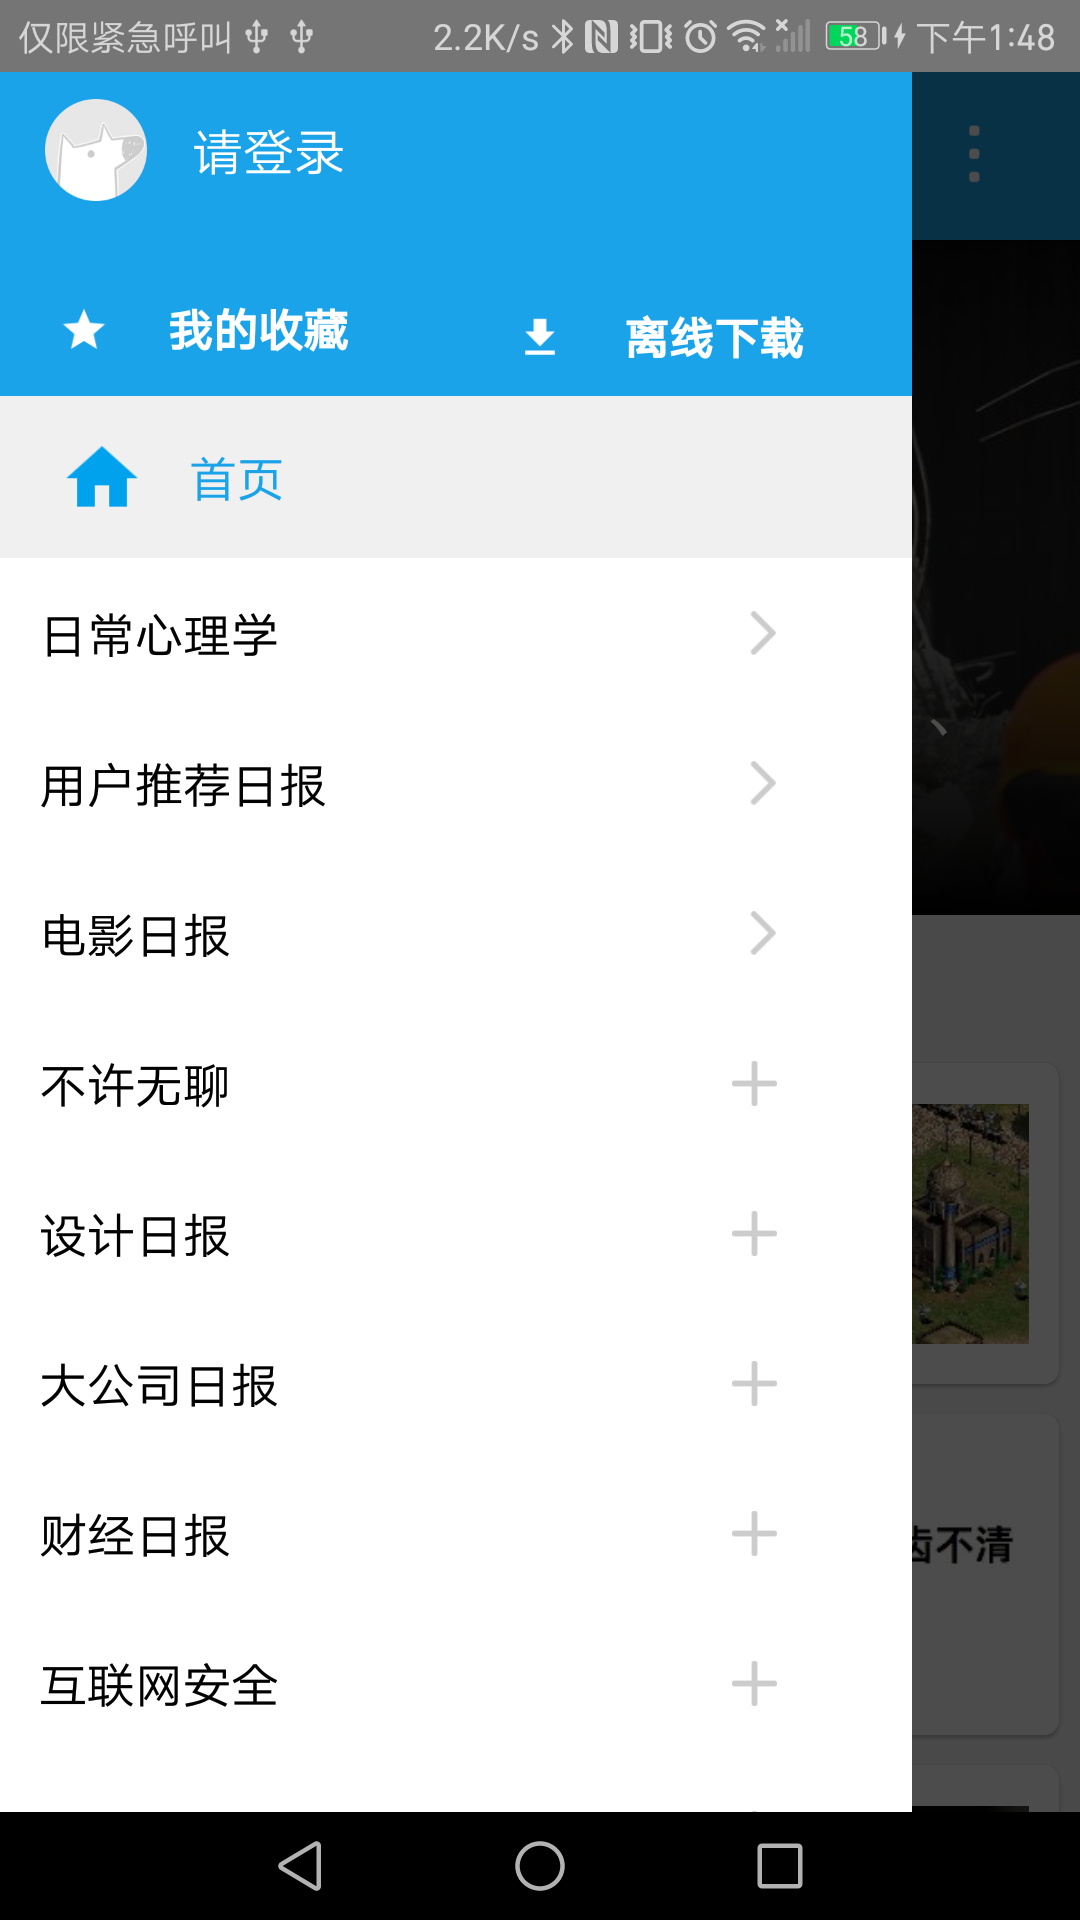 仅限紧急呼叫 2.2K/s 58 下午1:48
请登录
我的收藏 离线下载
首页
日常心理学
用户推荐日报
、
电影日报
不许无聊
设计日报
大公司日报
财经日报
齿不清
互联网安全